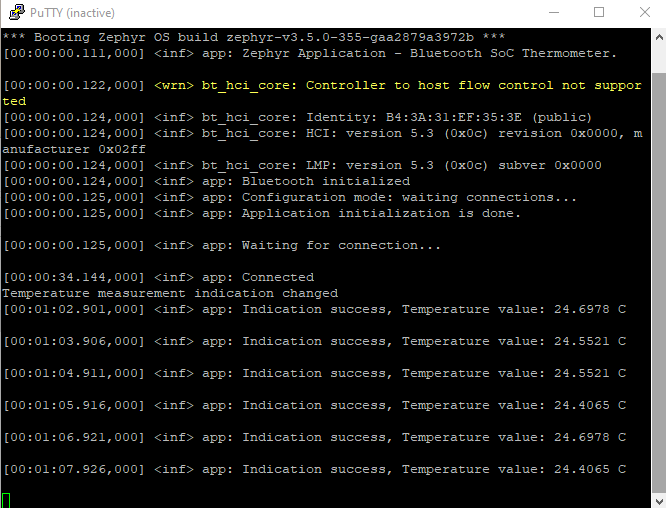 PuTTY (inactive)
*** Booting Zephyr OS build zephyr-v3.5.0-355-gaa2879a3972b ***
[00:00:00.111,000] <inf> app: Zephyr Application - Bluetooth SoC Thermometer.
[00:00:00.122,000] <wrn> bt_hci_core: Controller to host flow control not suppor
ted
[00:00:00.124,000] <inf> bt_hci_core: Identity: B4:3A:31:EF:35:3E (public)
[00:00:00.124,000] <inf> bt_hci_core: HCI: version 5.3 (0x0c) revision 0x0000, m
anufacturer 0x02ff
[00:00:00.124,000] <inf> bt_hci_core: LMP: version 5.3 (0x0c) subver 0x0000
[00:00:00.124,000] <inf> app: Bluetooth initialized
[00:00:00.125,000] <inf> app: Configuration mode: waiting connections...
[00:00:00.125,000] <inf> app: Application initialization is done.
[00:00:00.125,000] <inf> app: Waiting for connection...
[00:00:34.144,000] <inf> app: Connected
Temperature measurement indication changed
[00:01:02.901,000] <inf> app: Indication success, Temperature value: 24.6978 C
[00:01:03.906,000] <inf> app: Indication success, Temperature value: 24.5521 C
[00:01:04.911,000] <inf> app: Indication success, Temperature value: 24.5521 C
[00:01:05.916,000] <inf> app: Indication success, Temperature value: 24.4065 C
[00:01:06.921,000] <inf> app: Indication success, Temperature value: 24.6978 C
[00:01:07.926,000] <inf> app: Indication success, Temperature value: 24.4065 C